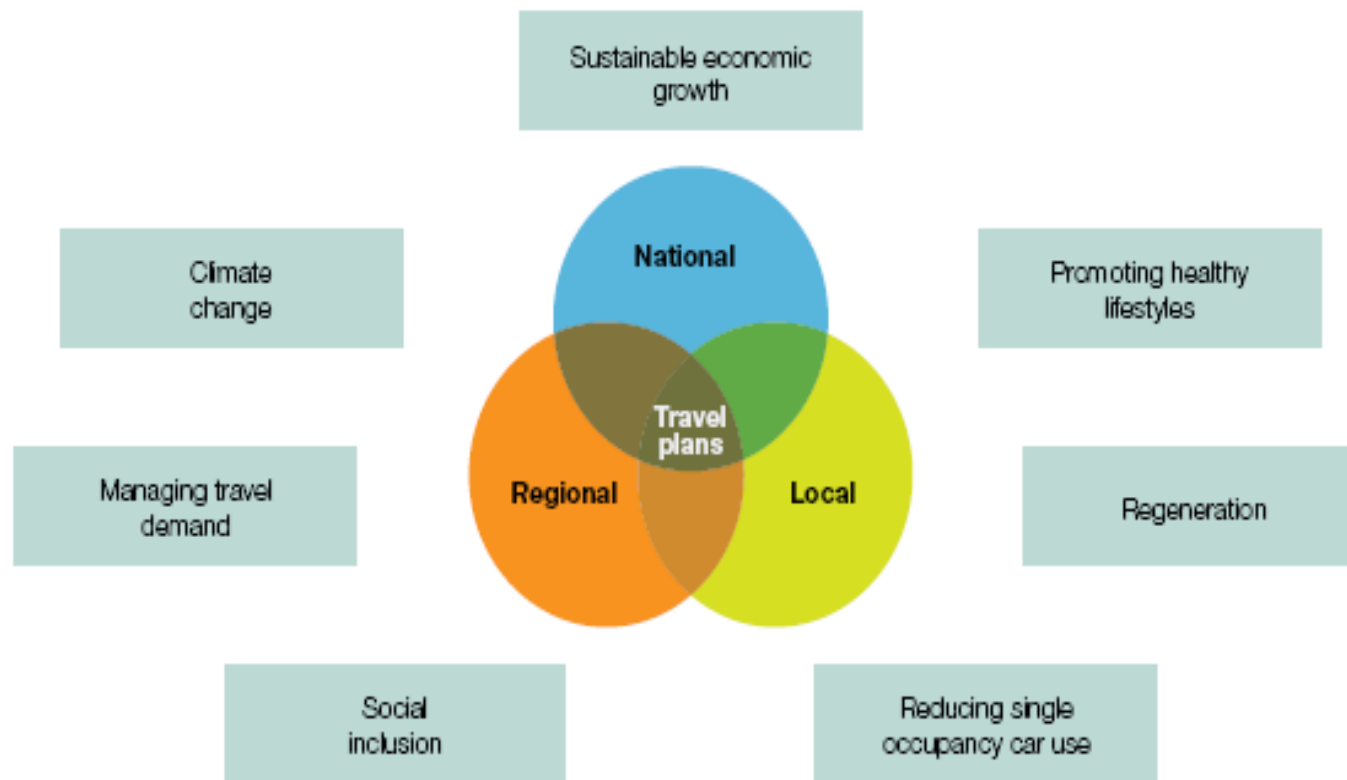 Sustainable economic
growth
National
Climate
change
Promoting healthy
lifestyles
Travel
plans
Regional
Local
Managing travel
demand
Regeneration
Social
inclusion
Reducing single
occupancy car use